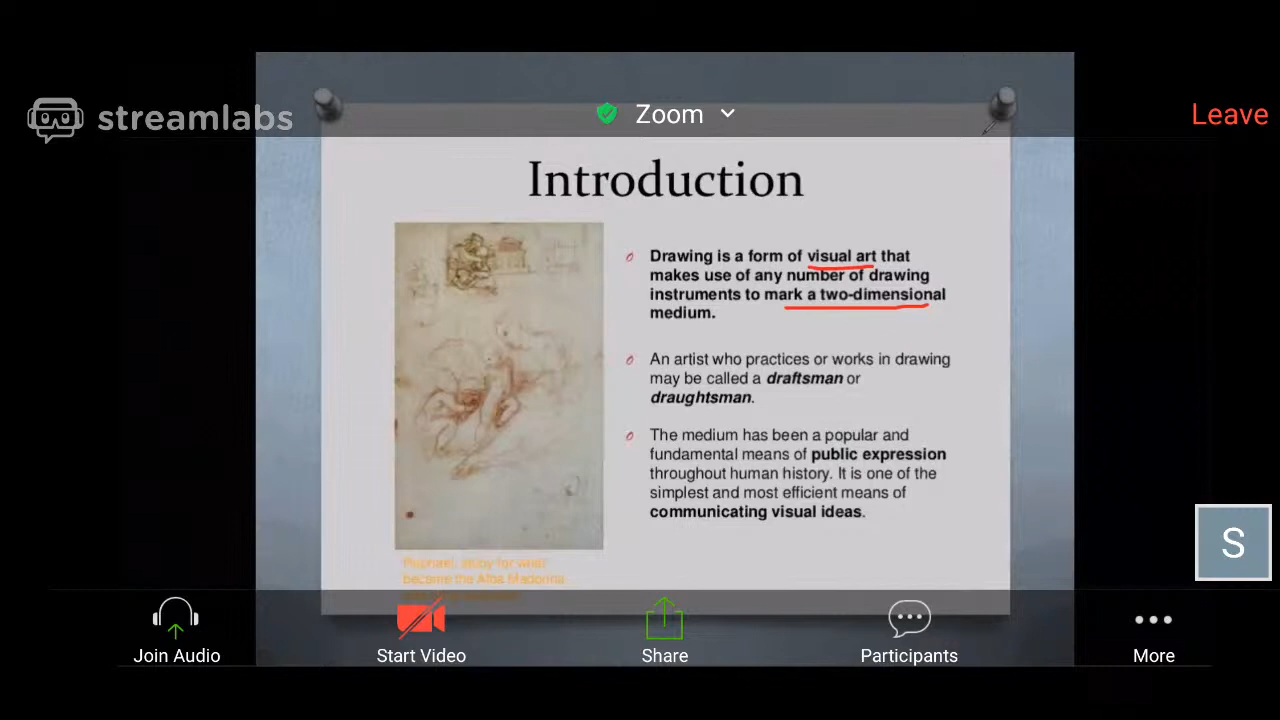 streamlabs
Zoom
Leave
Introduction
Drawing is a form of visual art that
makes use of any number of drawing
instruments to mark a two-dimensional
medium.
An artist who practices or works in drawing
may be called a draftsman or
draughtsman.
The medium has been a popular and
fundamental means of public expression
throughout human history. It is one of the
simplest and most efficient means of
communicating visual ideas.
Raphael, study for what
became the Alba Madonna
S
Join Audio
Start Video
Share
Participants
More